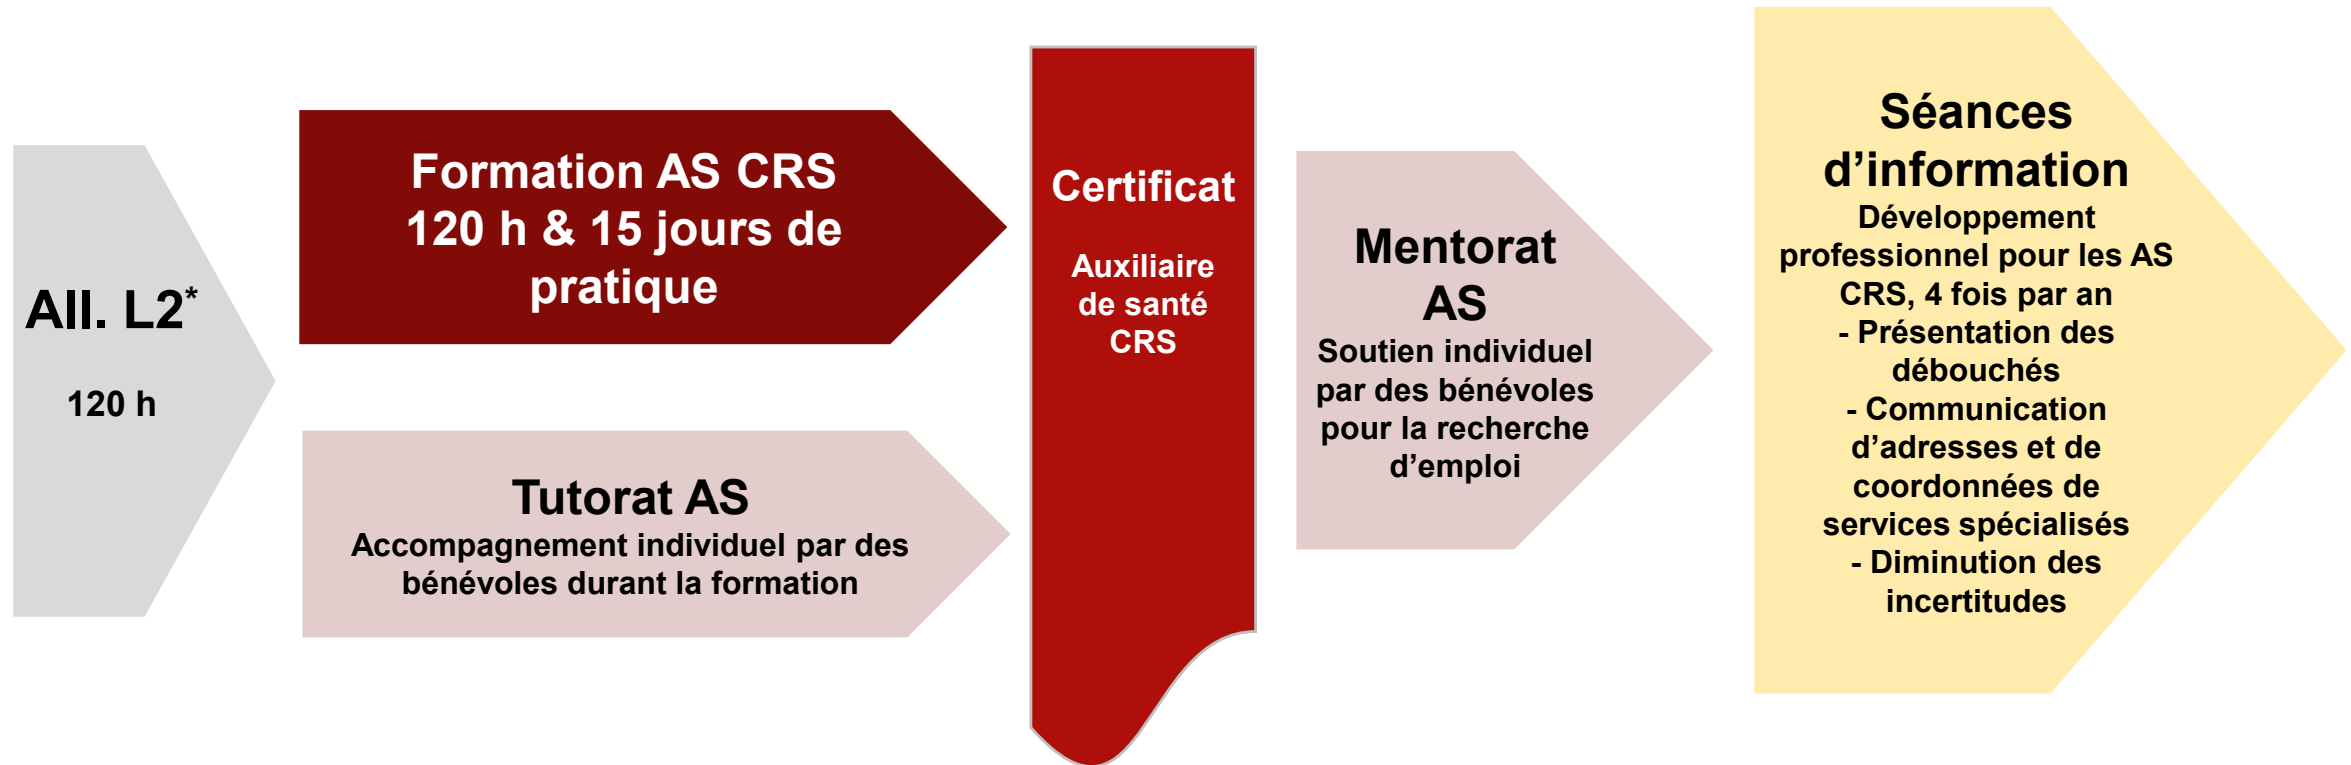 All. L2*
120 h
Formation AS CRS
120 h & 15 jours de
pratique
Tutorat AS
Accompagnement individuel par des
bénévoles durant la formation
Certificat
Auxiliaire
de santé
CRS
Mentorat
AS
Soutien individuel
par des bénévoles
pour la recherche
d’emploi
Séances
d’information
Développement
professionnel pour les AS
CRS, 4 fois par an
- Présentation des
débouchés
- Communication
d’adresses et de
coordonnées de
services spécialisés
- Diminution des
incertitudes